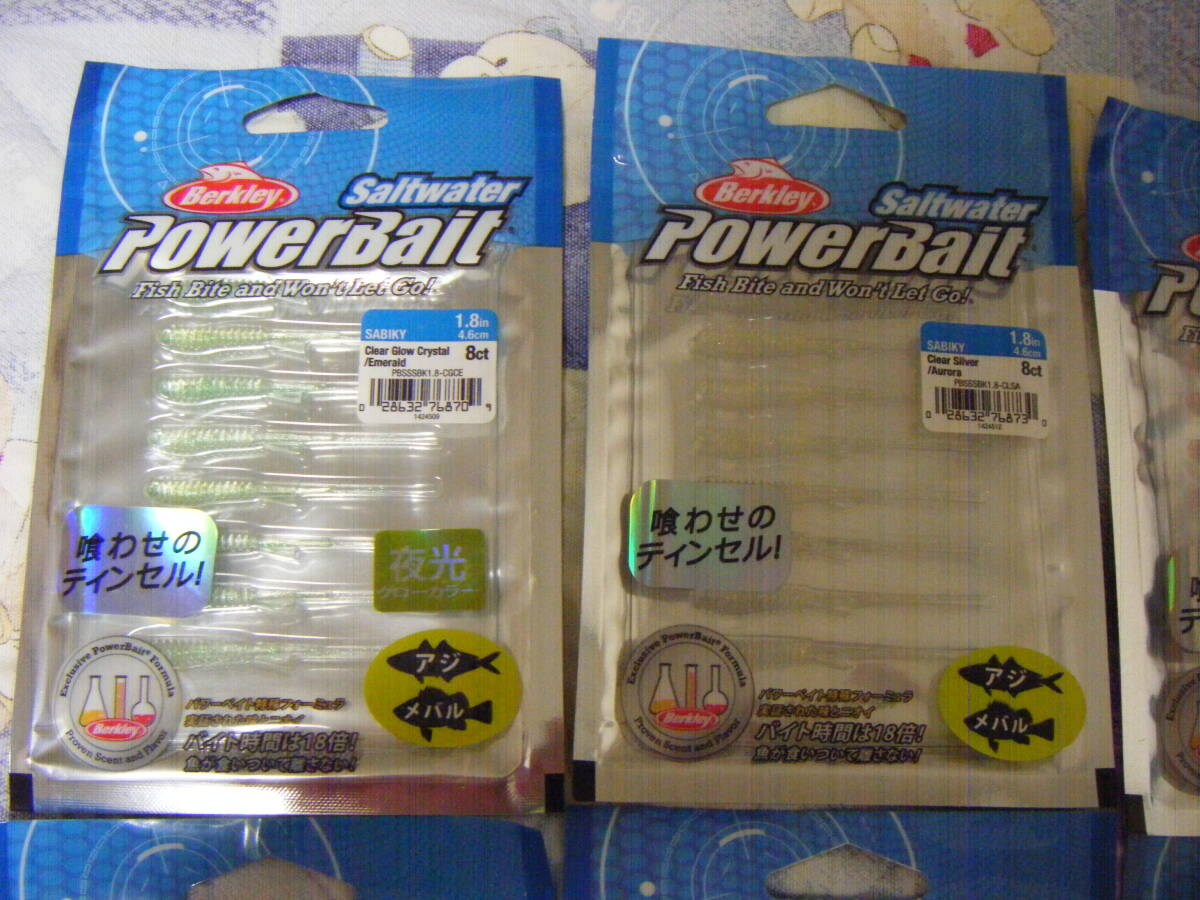 Berkley
Saltwater
PowerBait
Fish Bite and Won't Let Go!
SABIKY
1.8in
4.6cm
Clear Glow Crystal
/Emerald
8ct
PBSSSBK1.8-CGCE
0 28632 76870 9
1424509
喰わせの
ティンセル!
夜光
グローカラー
Exclusive PowerBait® Formula
Berkley
Proven Scent and Flavor
アジ
メバル
パワーベイト特殊フォーミュラ
実証された味とニオイ
バイト時間は18倍!
魚が食いついて離さない!
Berkley
Saltwater
PowerBait
Fish Bite and Won't Let Go!
SABIKY
1.8in
4.6cm
Clear Silver
/Aurora
8ct
PBSSSBK1.8-CLSA
0 28632 76873 0
1424512
喰わせの
ティンセル!
Exclusive PowerBait® Formula
Berkley
Proven Scent and Flavor
アジ
メバル
パワーベイト特殊フォーミュラ
実証された味とニオイ
バイト時間は18倍!
魚が食いついて離さない!